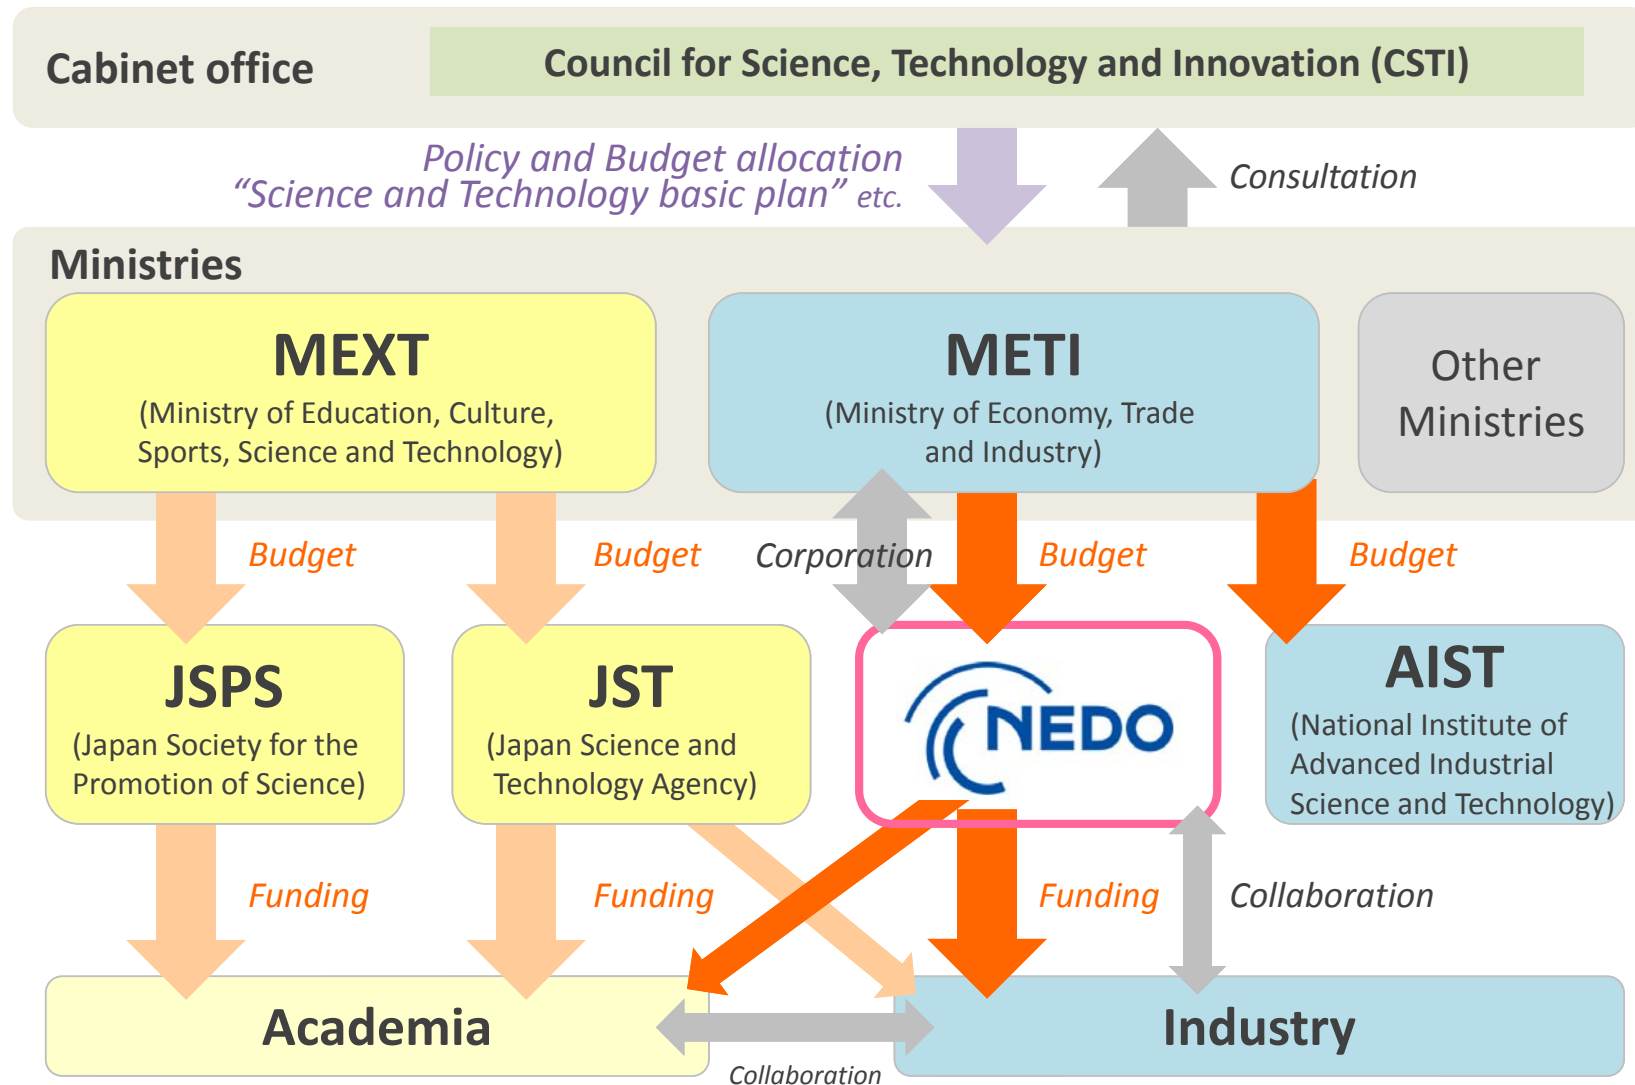 Cabinet office
Council for Science, Technology and Innovation (CSTI)
Policy and Budget allocation
“Science and Technology basic plan” etc.
Consultation
Ministries
MEXT
(Ministry of Education, Culture,
Sports, Science and Technology)
METI
(Ministry of Economy, Trade
and Industry)
Other
Ministries
Budget
Budget
Corporation
Budget
Budget
JSPS
(Japan Society for the
Promotion of Science)
JST
(Japan Science and
Technology Agency)
NEDO
AIST
(National Institute of
Advanced Industrial
Science and Technology)
Funding
Funding
Funding
Collaboration
Academia
Industry
Collaboration